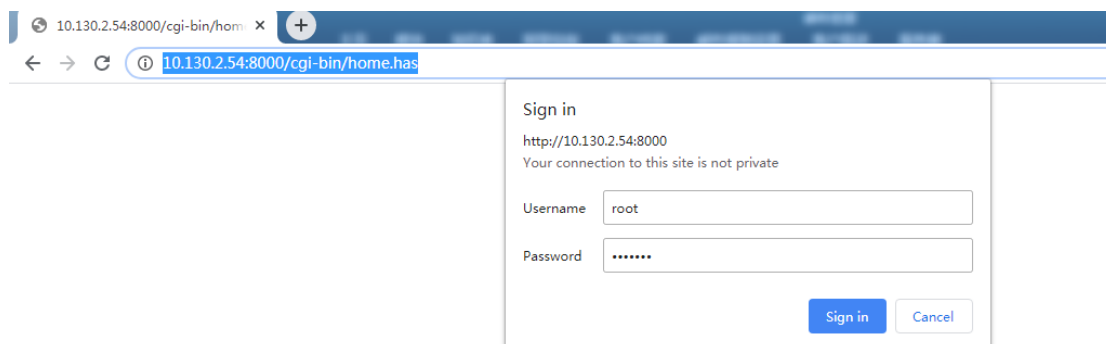 10.130.2.54:8000/cgi-bin/hom
10.130.2.54:8000/cgi-bin/home.has
Sign in
http://10.130.2.54:8000
Your connection to this site is not private
Username root
Password •••••••
Sign in Cancel